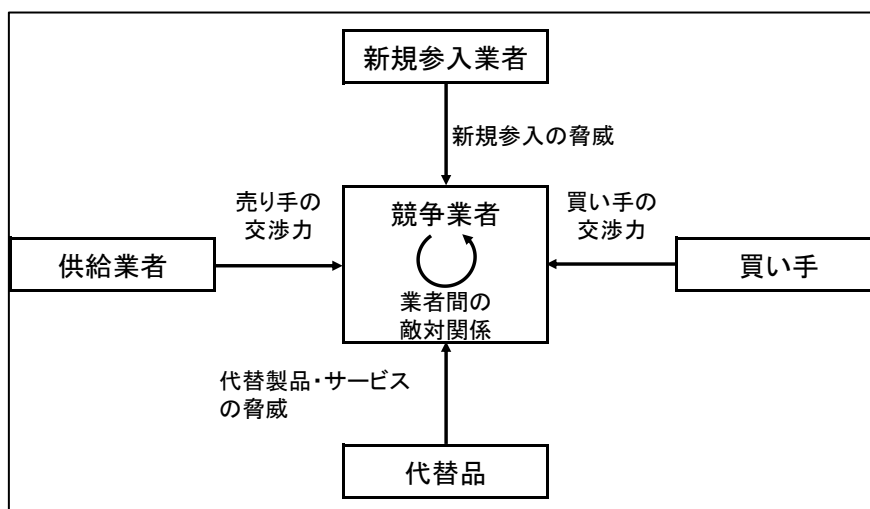 新規参入業者
新規参入の脅威
売り手の
交渉力
競争業者
買い手の
交渉力
供給業者
買い手
業者間の
敵対関係
代替製品・サービス
の脅威
代替品